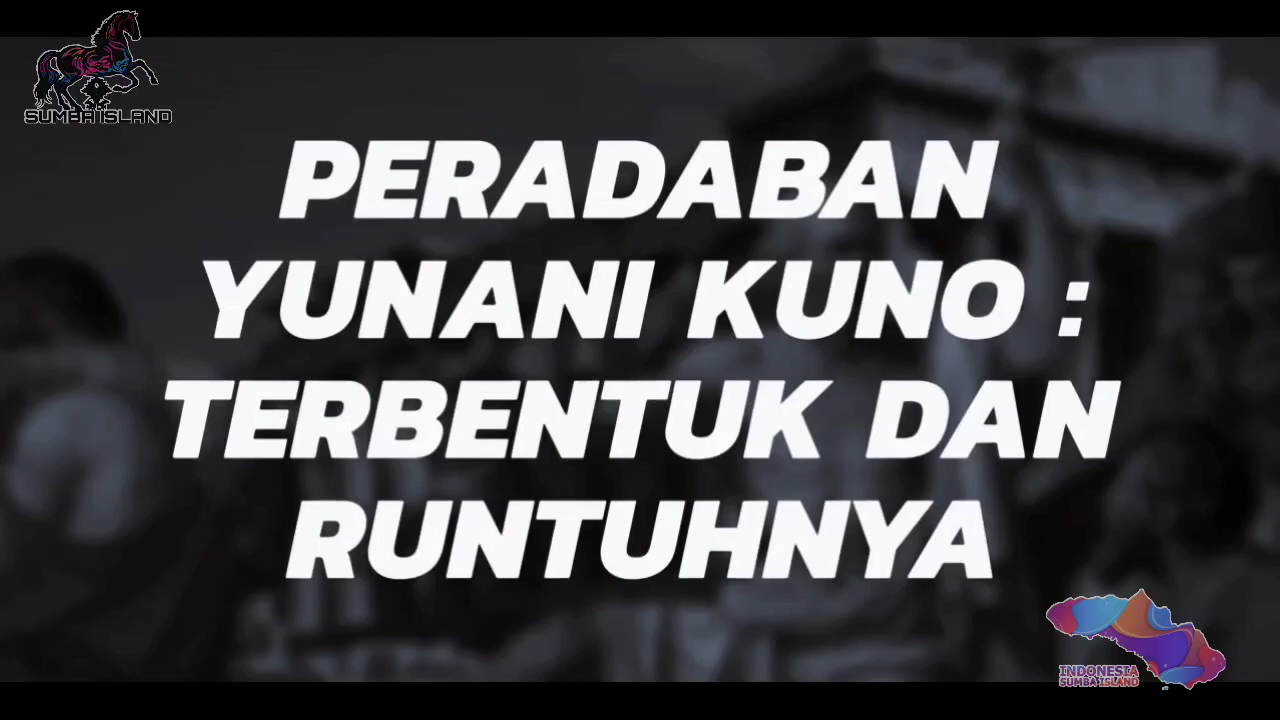 SUMBA ISLAND
PERADABAN
YUNANI KUNO :
TERBENTUK DAN
RUNTUHNYA
INDONESIA
SUMBA ISLAND